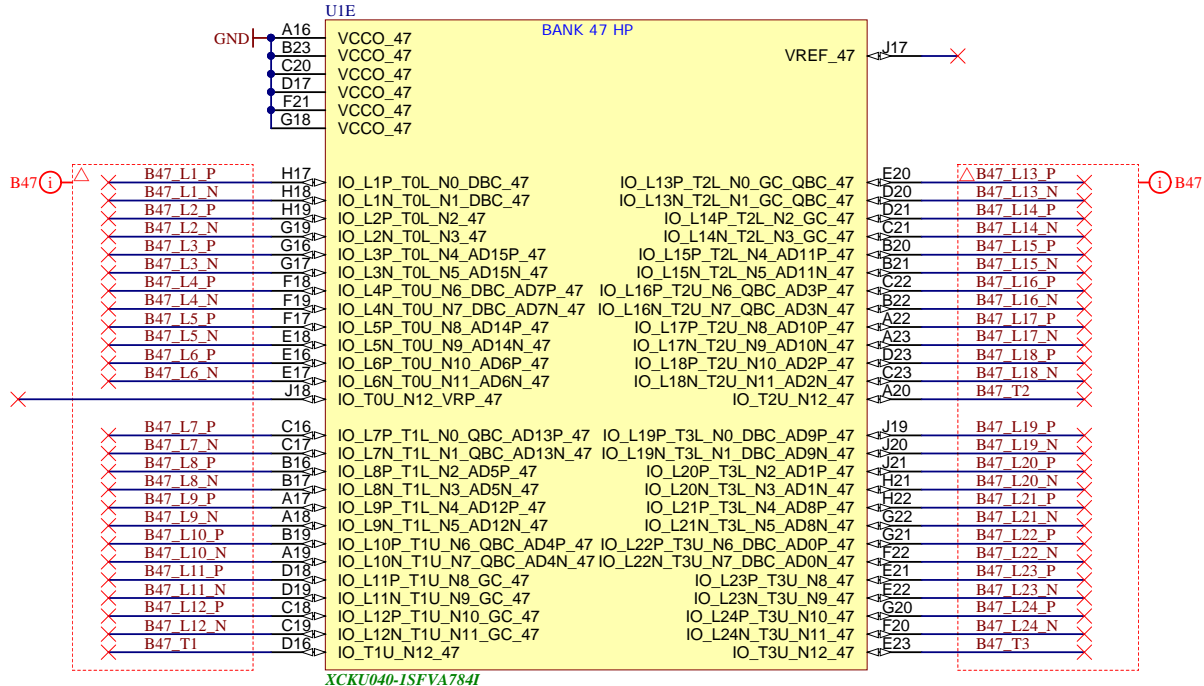 U1E
BANK 47 HP
GND
A16 VCCO_47
B23 VCCO_47
C20 VCCO_47
D17 VCCO_47
F21 VCCO_47
G18 VCCO_47
VREF_47 J17
B47 i
B47_L1_P H17 IO_L1P_T0L_N0_DBC_47
B47_L1_N H18 IO_L1N_T0L_N1_DBC_47
B47_L2_P H19 IO_L2P_T0L_N2_47
B47_L2_N G19 IO_L2N_T0L_N3_47
B47_L3_P G16 IO_L3P_T0L_N4_AD15P_47
B47_L3_N G17 IO_L3N_T0L_N5_AD15N_47
B47_L4_P F18 IO_L4P_T0U_N6_DBC_AD7P_47
B47_L4_N F19 IO_L4N_T0U_N7_DBC_AD7N_47
B47_L5_P F17 IO_L5P_T0U_N8_AD14P_47
B47_L5_N E18 IO_L5N_T0U_N9_AD14N_47
B47_L6_P E16 IO_L6P_T0U_N10_AD6P_47
B47_L6_N E17 IO_L6N_T0U_N11_AD6N_47
J18 IO_T0U_N12_VRP_47
B47_L7_P C16 IO_L7P_T1L_N0_QBC_AD13P_47
B47_L7_N C17 IO_L7N_T1L_N1_QBC_AD13N_47
B47_L8_P B16 IO_L8P_T1L_N2_AD5P_47
B47_L8_N B17 IO_L8N_T1L_N3_AD5N_47
B47_L9_P A17 IO_L9P_T1L_N4_AD12P_47
B47_L9_N A18 IO_L9N_T1L_N5_AD12N_47
B47_L10_P B19 IO_L10P_T1U_N6_QBC_AD4P_47
B47_L10_N A19 IO_L10N_T1U_N7_QBC_AD4N_47
B47_L11_P D18 IO_L11P_T1U_N8_GC_47
B47_L11_N D19 IO_L11N_T1U_N9_GC_47
B47_L12_P C18 IO_L12P_T1U_N10_GC_47
B47_L12_N C19 IO_L12N_T1U_N11_GC_47
B47_T1 D16 IO_T1U_N12_47
IO_L13P_T2L_N0_GC_QBC_47 E20 B47_L13_P
IO_L13N_T2L_N1_GC_QBC_47 D20 B47_L13_N
IO_L14P_T2L_N2_GC_47 D21 B47_L14_P
IO_L14N_T2L_N3_GC_47 C21 B47_L14_N
IO_L15P_T2L_N4_AD11P_47 B20 B47_L15_P
IO_L15N_T2L_N5_AD11N_47 B21 B47_L15_N
IO_L16P_T2U_N6_QBC_AD3P_47 C22 B47_L16_P
IO_L16N_T2U_N7_QBC_AD3N_47 B22 B47_L16_N
IO_L17P_T2U_N8_AD10P_47 A22 B47_L17_P
IO_L17N_T2U_N9_AD10N_47 A23 B47_L17_N
IO_L18P_T2U_N10_AD2P_47 D23 B47_L18_P
IO_L18N_T2U_N11_AD2N_47 C23 B47_L18_N
IO_T2U_N12_47 A20 B47_T2
IO_L19P_T3L_N0_DBC_AD9P_47 J19 B47_L19_P
IO_L19N_T3L_N1_DBC_AD9N_47 J20 B47_L19_N
IO_L20P_T3L_N2_AD1P_47 J21 B47_L20_P
IO_L20N_T3L_N3_AD1N_47 H21 B47_L20_N
IO_L21P_T3L_N4_AD8P_47 H22 B47_L21_P
IO_L21N_T3L_N5_AD8N_47 G22 B47_L21_N
IO_L22P_T3U_N6_DBC_AD0P_47 G21 B47_L22_P
IO_L22N_T3U_N7_DBC_AD0N_47 F22 B47_L22_N
IO_L23P_T3U_N8_47 E21 B47_L23_P
IO_L23N_T3U_N9_47 E22 B47_L23_N
IO_L24P_T3U_N10_47 G20 B47_L24_P
IO_L24N_T3U_N11_47 F20 B47_L24_N
IO_T3U_N12_47 E23 B47_T3
i B47
XCKU040-1SFVA784I